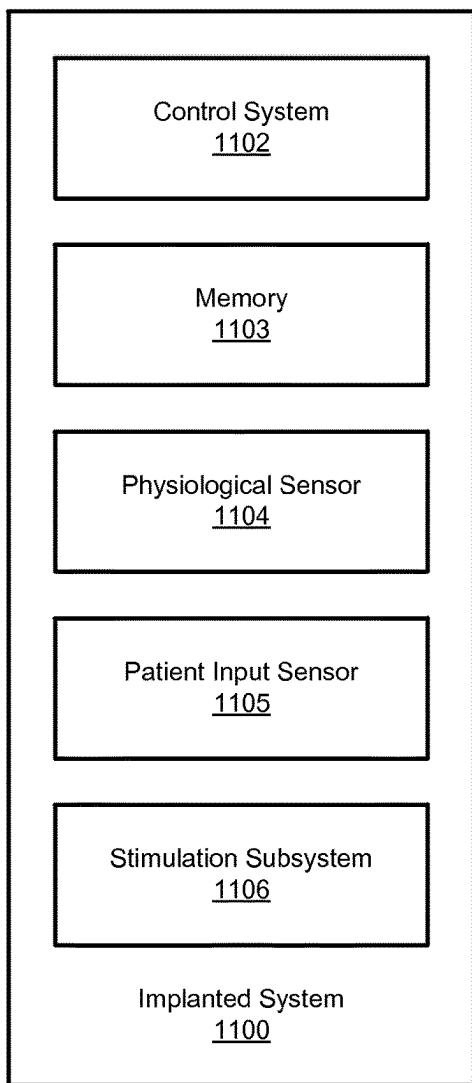 Control System
1102
Memory
1103
Physiological Sensor
1104
Patient Input Sensor
1105
Stimulation Subsystem
1106
Implanted System
1100